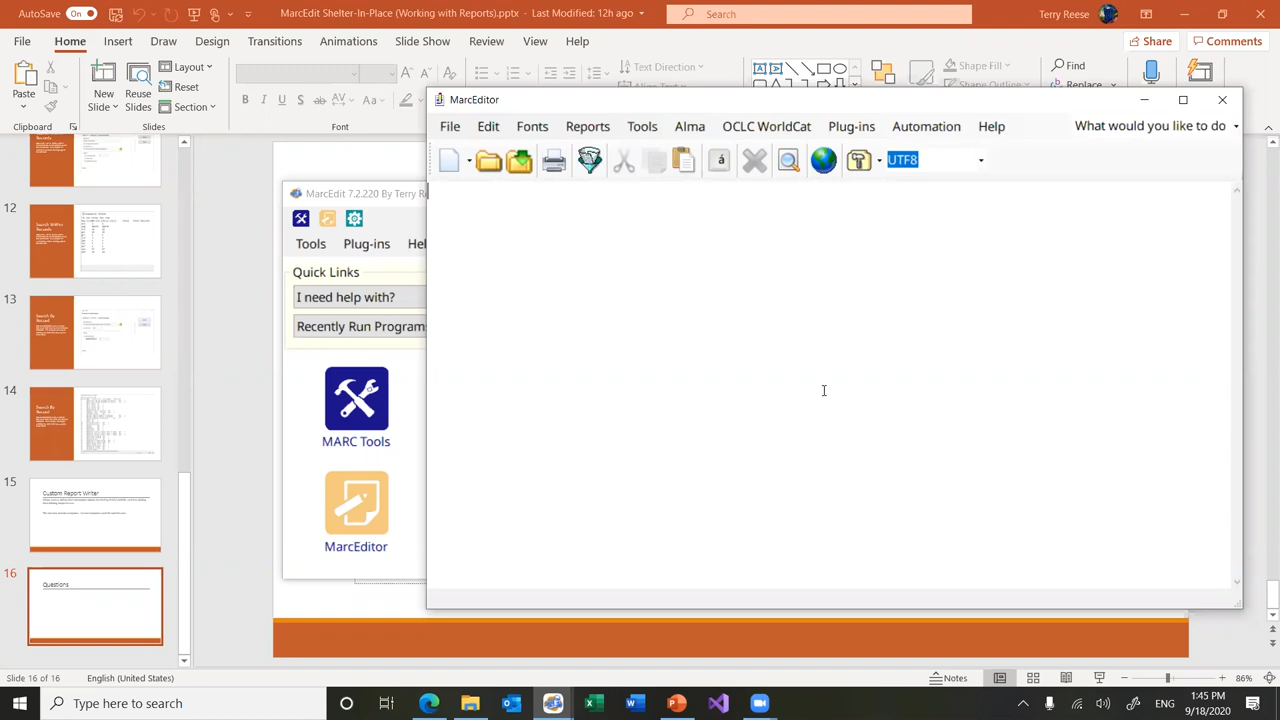 AutoSave On
MarcEdit Shelter-In-Place (Working with Reports).pptx - Last Modified: 12h ago
Search
Terry Reese
File Home Insert Draw Design Transitions Animations Slide Show Review View Help
Share Comments
Paste
New Slide
Reuse Slides
Layout
Reset
Section
B I U S ab AV Aa
Text Direction
Shape Fill
Find
Replace
Clipboard Slides Font
MarcEditor
File Edit Fonts Reports Tools Alma OCLC WorldCat Plug-ins Automation Help What would you like to do
UTF8
MarcEdit 7.2.220 By Terry Re
Tools Plug-ins Hel
Quick Links
I need help with?
Recently Run Program
MARC Tools
MarcEditor
12
13
14
15
Custom Report Writer
16
Questions
Slide 16 of 16 English (United States)
Notes
86%
Type here to search
ENG
1:45 PM
9/18/2020